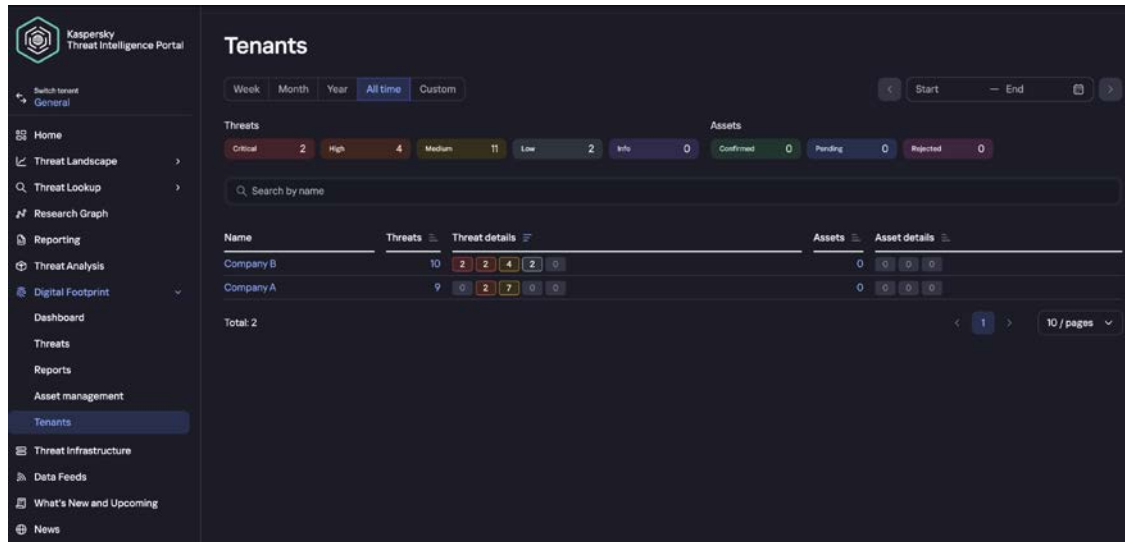 Kaspersky
Threat Intelligence Portal
Switch tenant
General
Home
Threat Landscape
Threat Lookup
Research Graph
Reporting
Threat Analysis
Digital Footprint
Dashboard
Threats
Reports
Asset management
Tenants
Threat Infrastructure
Data Feeds
What's New and Upcoming
News
Tenants
Week Month Year All time Custom
Start — End
Threats
Assets
Critical 2 High 4 Medium 11 Low 2 Info 0 Confirmed 0 Pending 0 Rejected 0
Search by name
Name Threats Threat details Assets Asset details
Company B 10 2 2 4 2 0 0 0 0 0
Company A 9 0 2 7 0 0 0 0 0 0
Total: 2
1
10 / pages